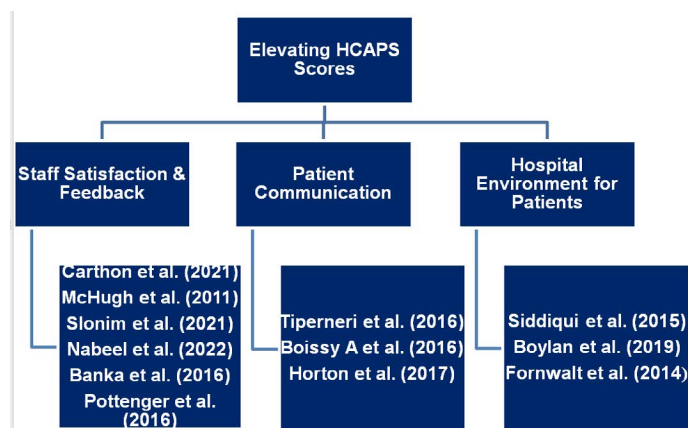 Elevating HCAPS
Scores
Staff Satisfaction &
Feedback
Patient
Communication
Hospital
Environment for
Patients
Carthon et al. (2021)
McHugh et al. (2011)
Slonim et al. (2021)
Nabeel et al. (2022)
Banka et al. (2016)
Pottenger et al.
(2016)
Tiperneri et al. (2016)
Boissy A et al. (2016)
Horton et al. (2017)
Siddiqui et al. (2015)
Boylan et al. (2019)
Fornwalt et al. (2014)